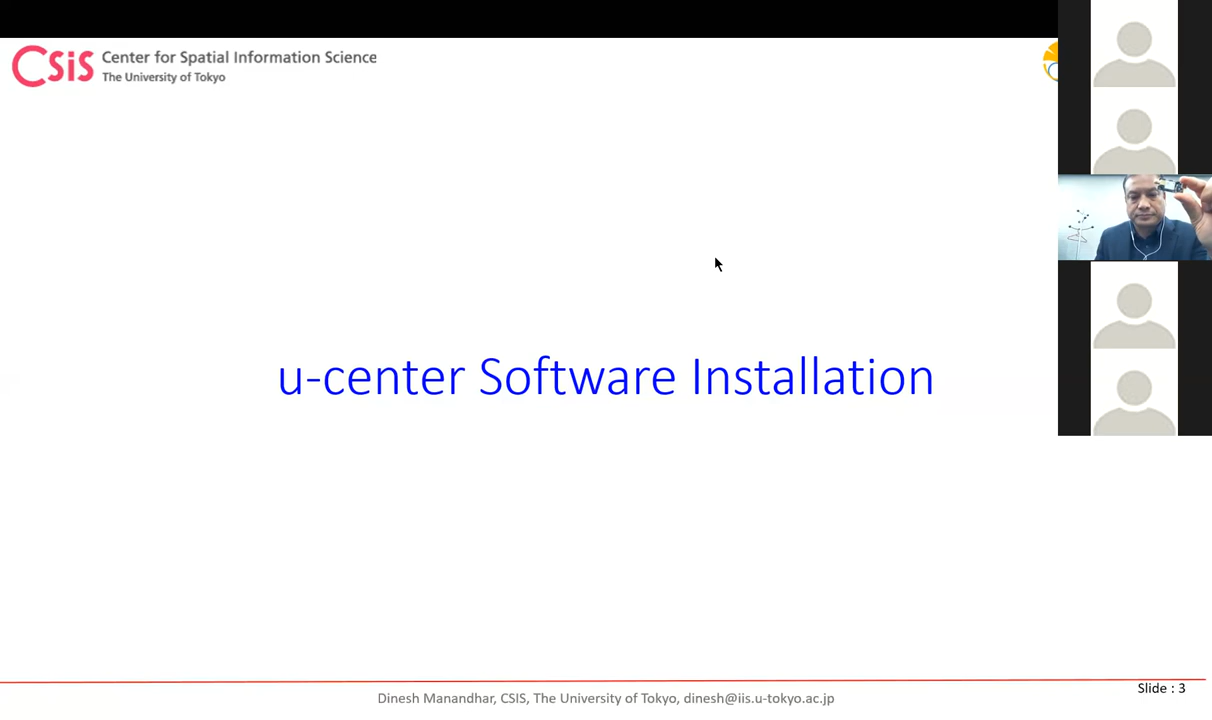 CSiS
Center for Spatial Information Science
The University of Tokyo
u-center Software Installation
Dinesh Manandhar, CSIS, The University of Tokyo, dinesh@iis.u-tokyo.ac.jp
Slide : 3